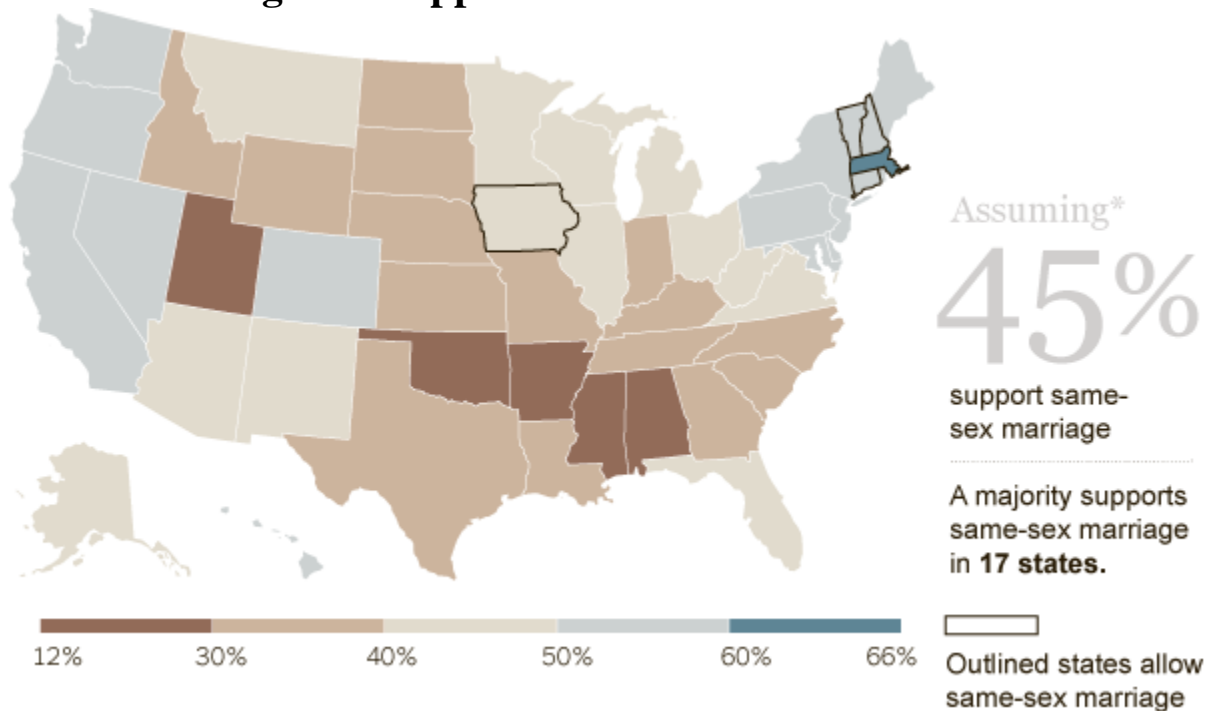 Assuming*
45%
support same-
sex marriage
A majority supports
same-sex marriage
in 17 states.
12% 30% 40% 50% 60% 66%
Outlined states allow
same-sex marriage